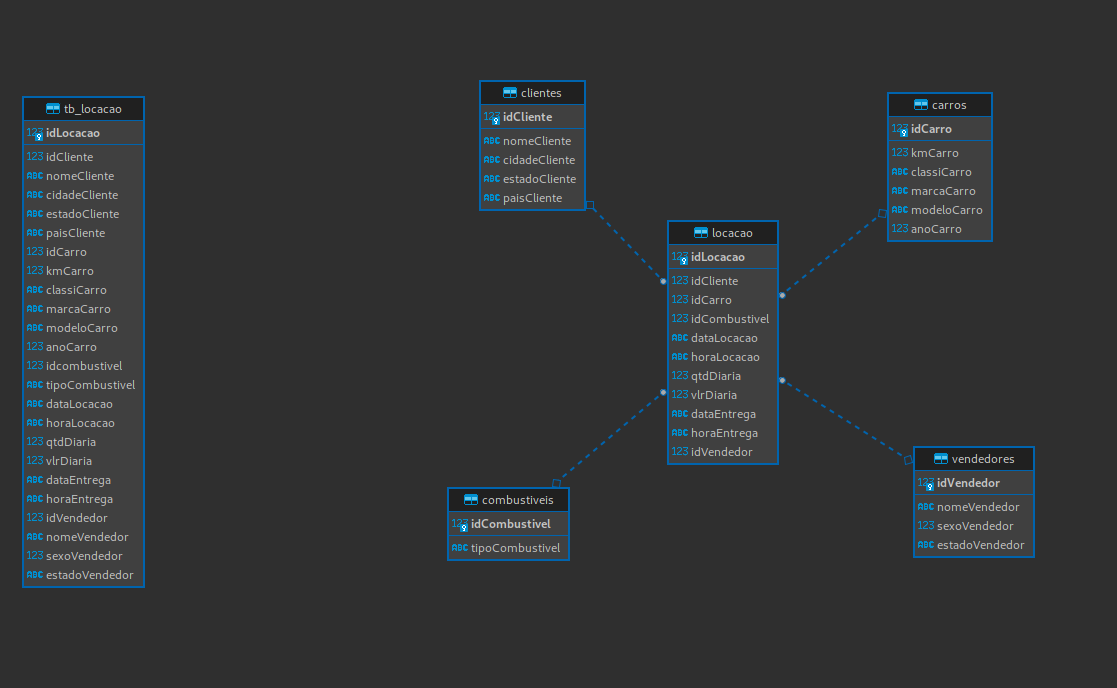 tb_locacao
123 idLocacao
123 idCliente
ABC nomeCliente
ABC cidadeCliente
ABC estadoCliente
ABC paisCliente
123 idCarro
123 kmCarro
ABC classiCarro
ABC marcaCarro
ABC modeloCarro
123 anoCarro
123 idcombustivel
ABC tipoCombustivel
ABC dataLocacao
ABC horaLocacao
123 qtdDiaria
123 vlrDiaria
ABC dataEntrega
ABC horaEntrega
123 idVendedor
ABC nomeVendedor
123 sexoVendedor
ABC estadoVendedor
clientes
123 idCliente
ABC nomeCliente
ABC cidadeCliente
ABC estadoCliente
ABC paisCliente
carros
123 idCarro
123 kmCarro
ABC classiCarro
ABC marcaCarro
ABC modeloCarro
123 anoCarro
locacao
123 idLocacao
123 idCliente
123 idCarro
123 idCombustivel
ABC dataLocacao
ABC horaLocacao
123 qtdDiaria
123 vlrDiaria
ABC dataEntrega
ABC horaEntrega
123 idVendedor
combustiveis
123 idCombustivel
ABC tipoCombustivel
vendedores
123 idVendedor
ABC nomeVendedor
123 sexoVendedor
ABC estadoVendedor